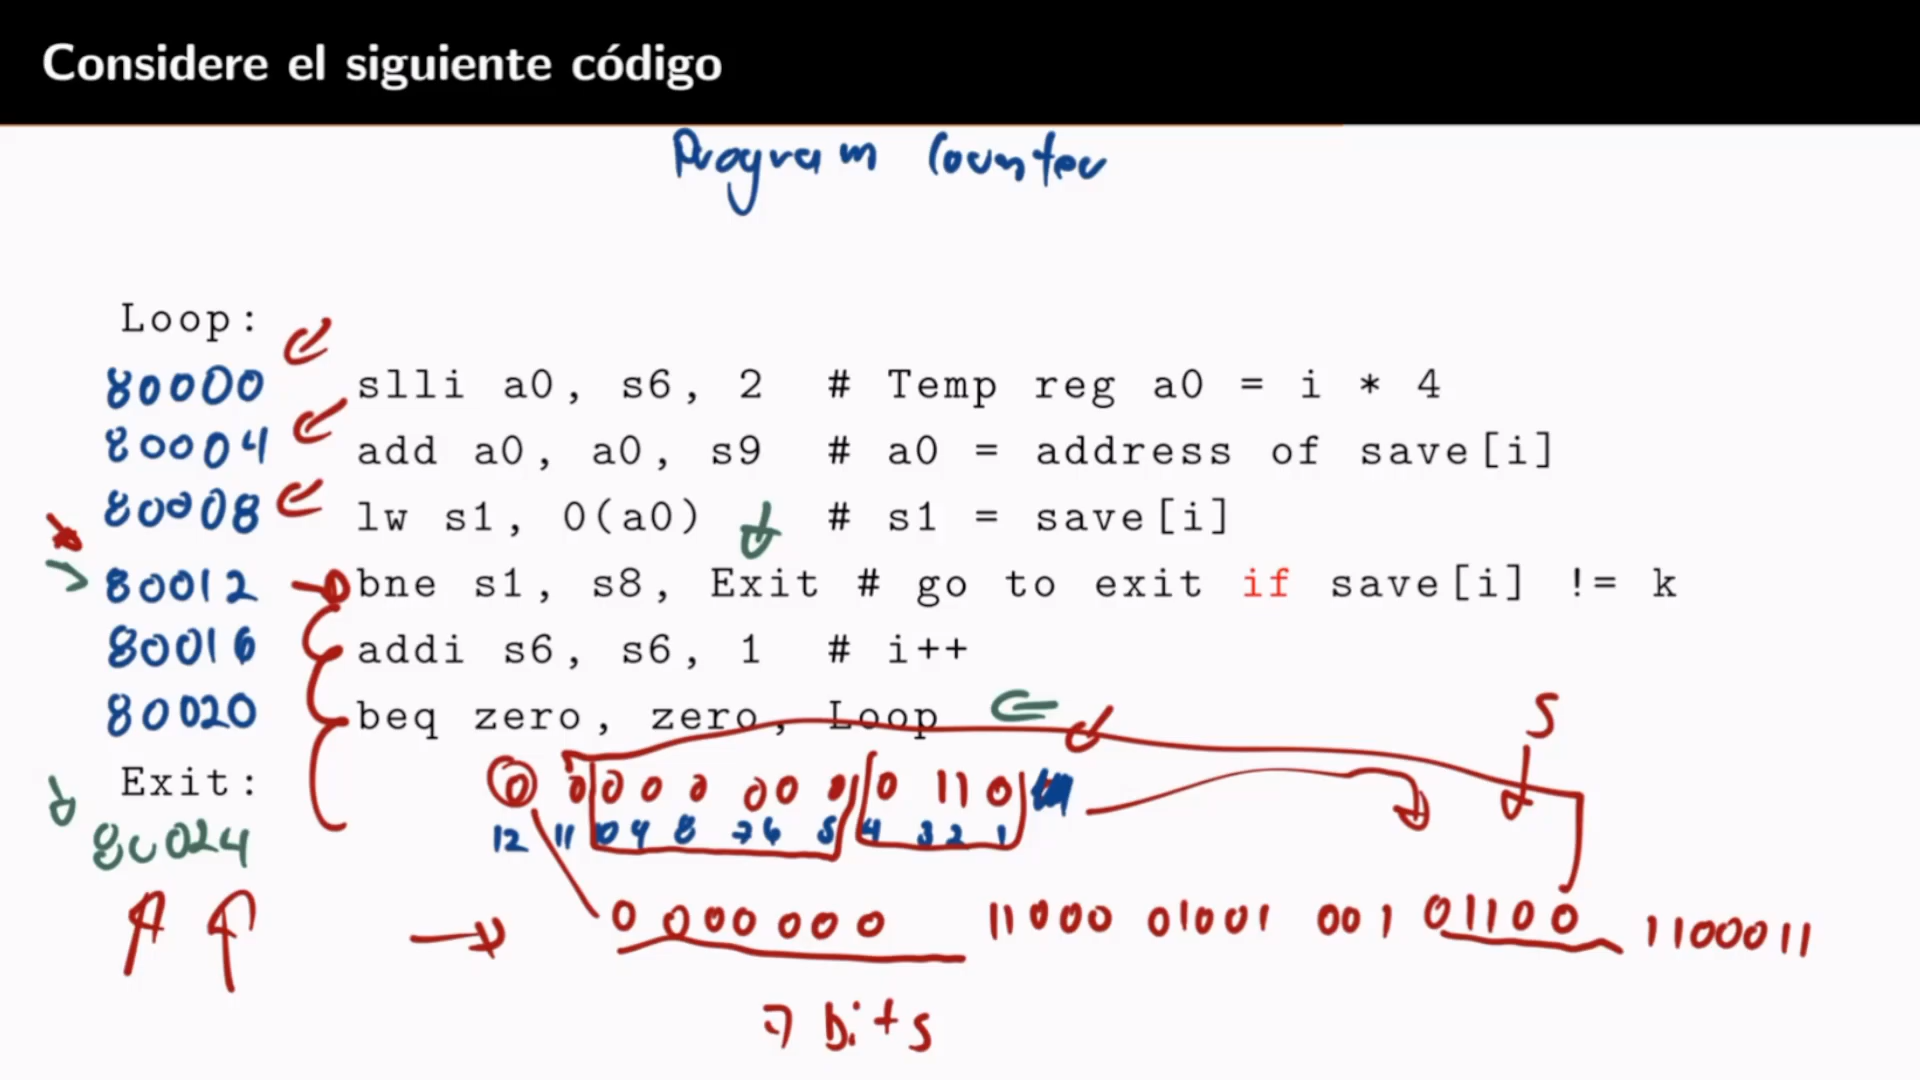 Considere el siguiente código
Program Counter
Loop:
80000 slli a0, s6, 2 # Temp reg a0 = i * 4
80004 add a0, a0, s9 # a0 = address of save[i]
80008 lw s1, 0(a0) # s1 = save[i]
80012 bne s1, s8, Exit # go to exit if save[i] != k
80016 addi s6, s6, 1 # i++
80020 beq zero, zero, Loop
5
Exit: 0 0 0 0 0 0 0 0 0 1 1 0
80024 12 11 10 9 8 7 6 5 4 3 2 1
0 000000 11000 01001 001 01100 1100011
7 bits